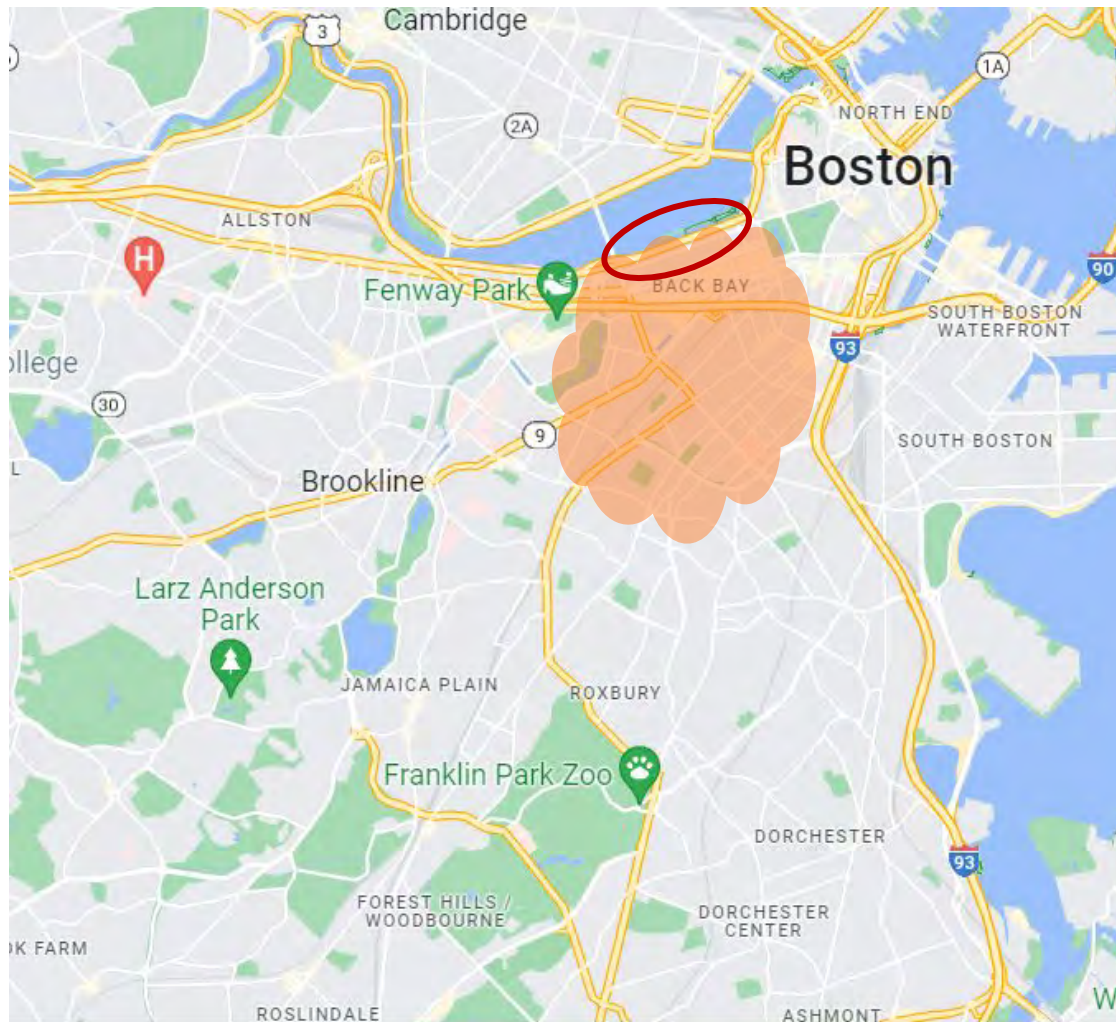 Cambridge
3
2A
1A
NORTH END
Boston
ALLSTON
H
Fenway Park
BACK BAY
90
SOUTH BOSTON
WATERFRONT
93
ollege
30
9
SOUTH BOSTON
L
Brookline
Larz Anderson
Park
JAMAICA PLAIN
ROXBURY
Franklin Park Zoo
DORCHESTER
93
FOREST HILLS /
WOODBOURNE
DORCHESTER
CENTER
OK FARM
W
ROSLINDALE
ASHMONT